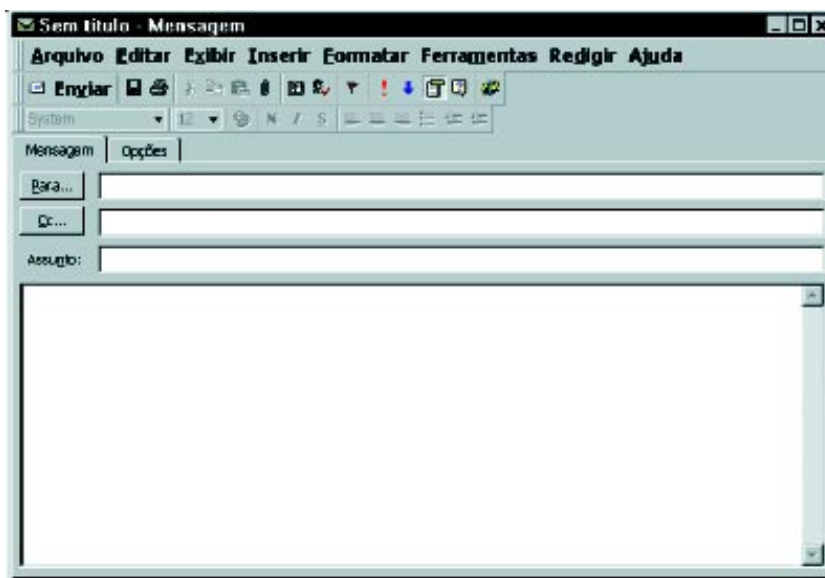 Sem título - Mensagem
Arquivo Editar Exibir Inserir Formatar Ferramentas Redigir Ajuda
Enviar
System 12 N I S
Mensagem Opções
Para...
Cc...
Assunto: